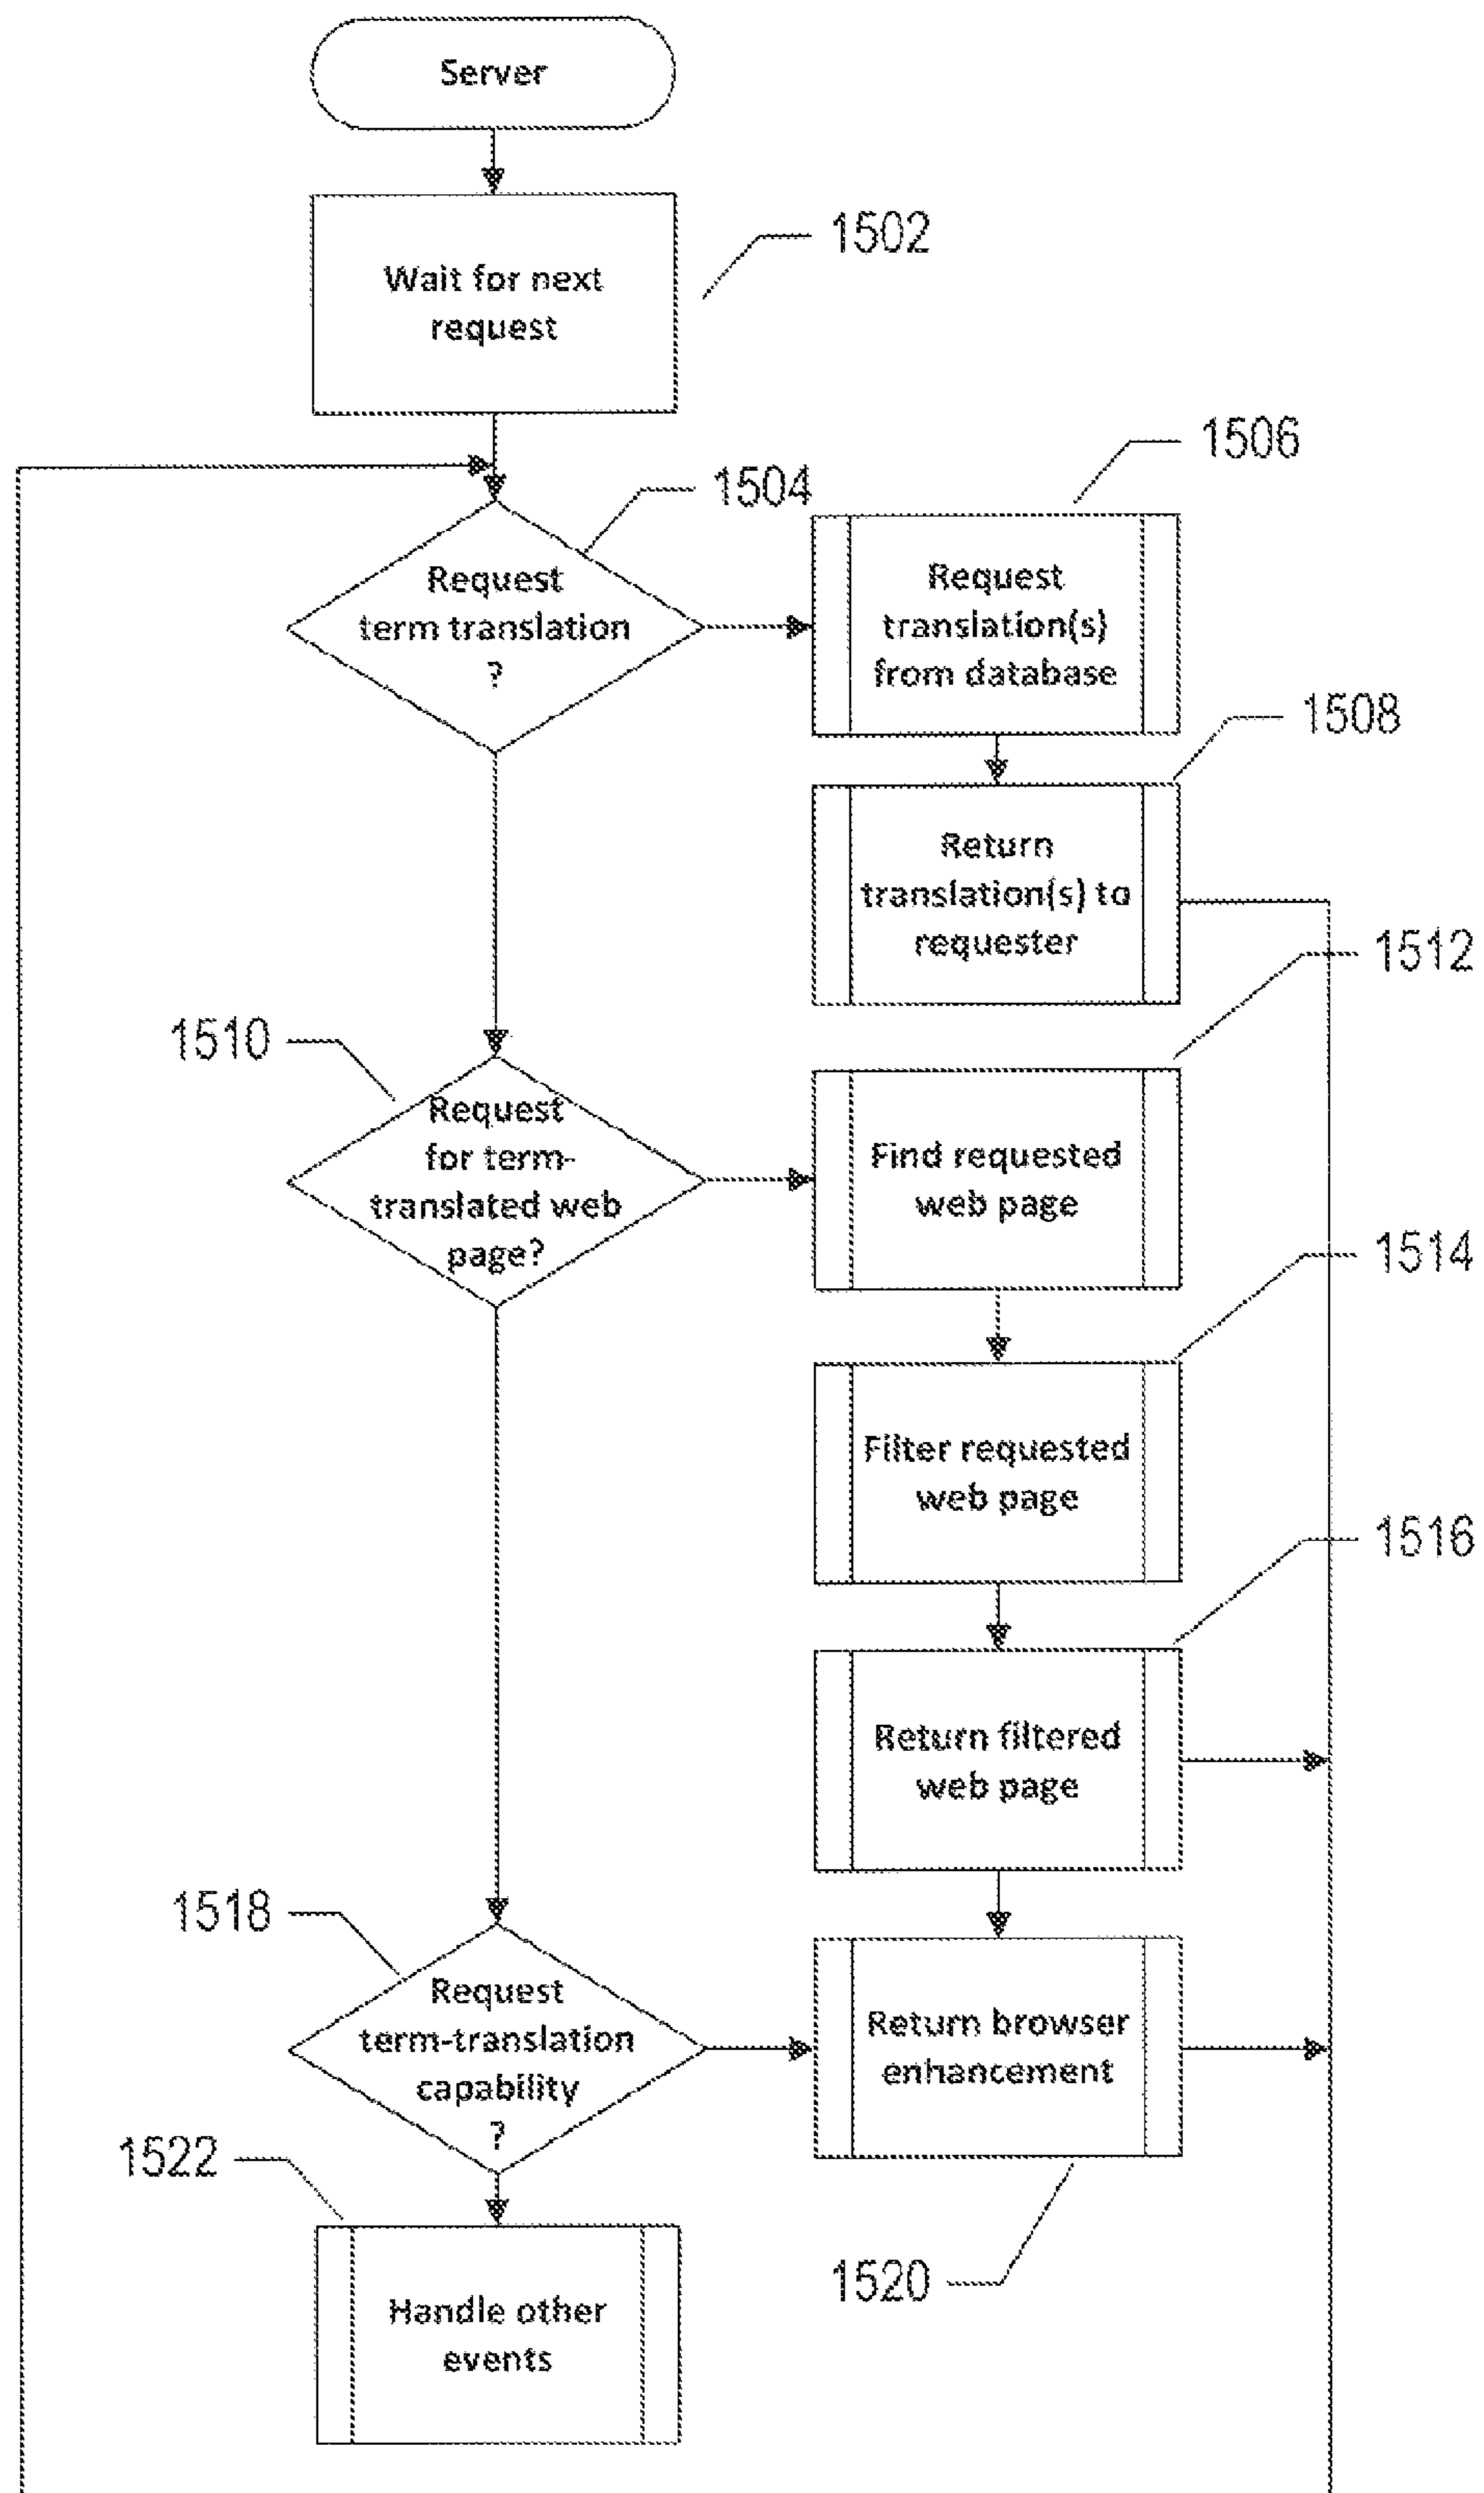 Server
Wait for next
request
1502
1504
Request
term translation
?
1506
Request
translation(s)
from database
1508
Return
translation(s) to
requester
1510
Request
for term-
translated web
page?
1512
Find requested
web page
1514
Filter requested
web page
1516
Return filtered
web page
1518
Request
term-translation
capability
?
Return browser
enhancement
1520
1522
Handle other
events